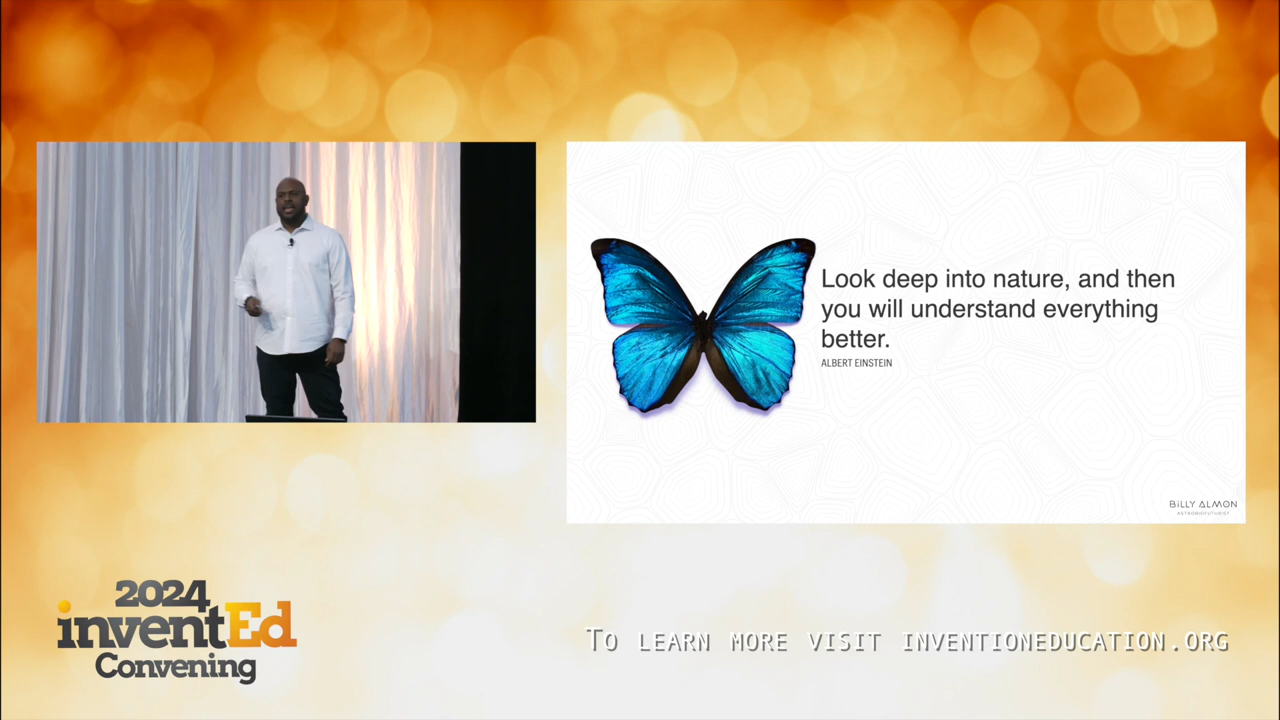 Look deep into nature, and then
you will understand everything
better.
ALBERT EINSTEIN
BiLLY ALMON
ASTROBIOFUTURIST
2024
inventEd
Convening
To learn more visit inventioneducation.org